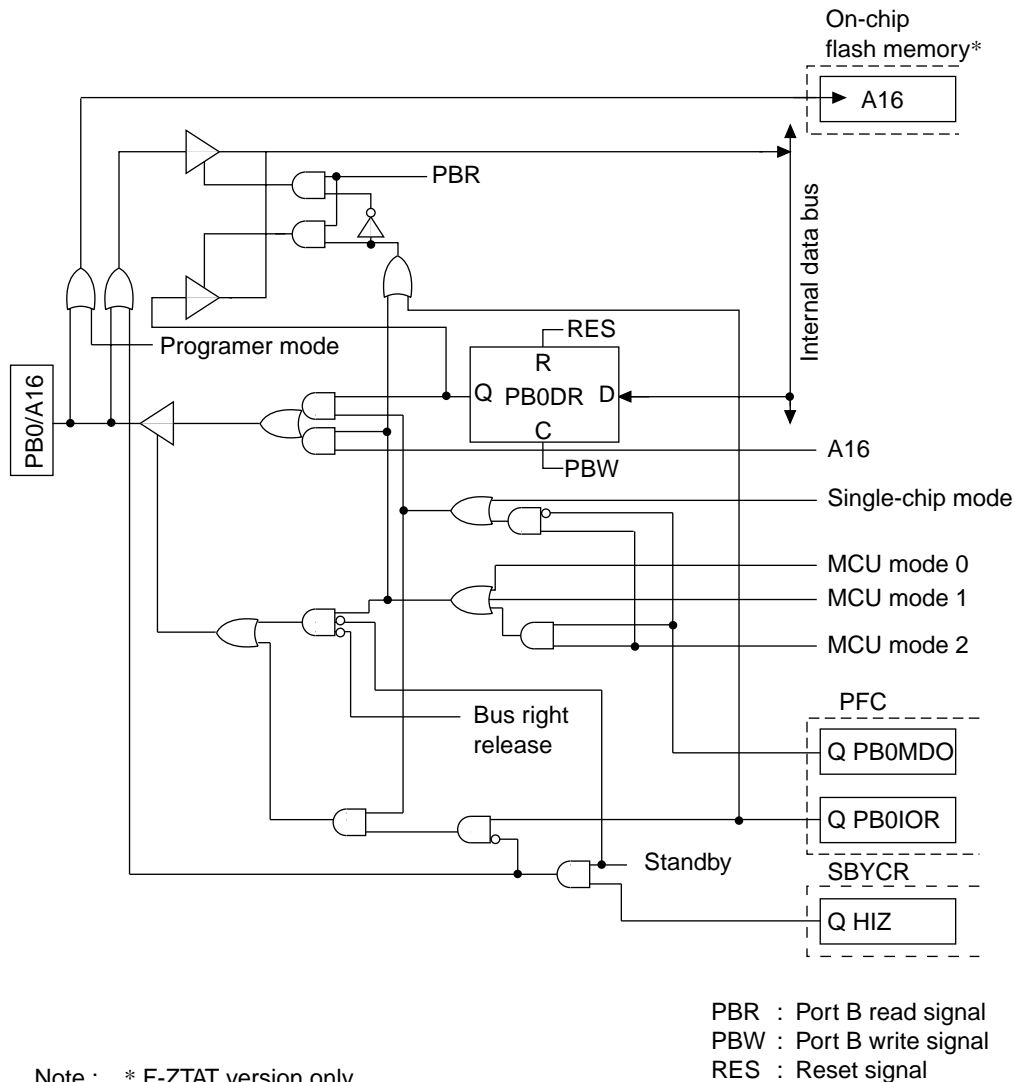 On-chip
flash memory*
A16
PBR
Internal data bus
RES
Programer mode
R
Q PB0DR D
C
PB0/A16
PBW
A16
Single-chip mode
MCU mode 0
MCU mode 1
MCU mode 2
PFC
Bus right
release
Q PB0MDO
Q PB0IOR
Standby
SBYCR
Q HIZ
PBR : Port B read signal
PBW : Port B write signal
RES : Reset signal
Note : * F-ZTAT version only